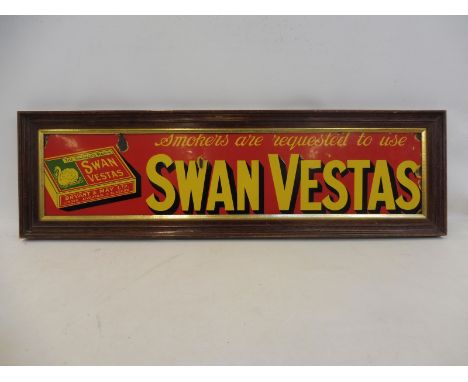 smokers are requested to use
SWAN VESTAS
SWAN
VESTAS
BRYANT & MAY LTD